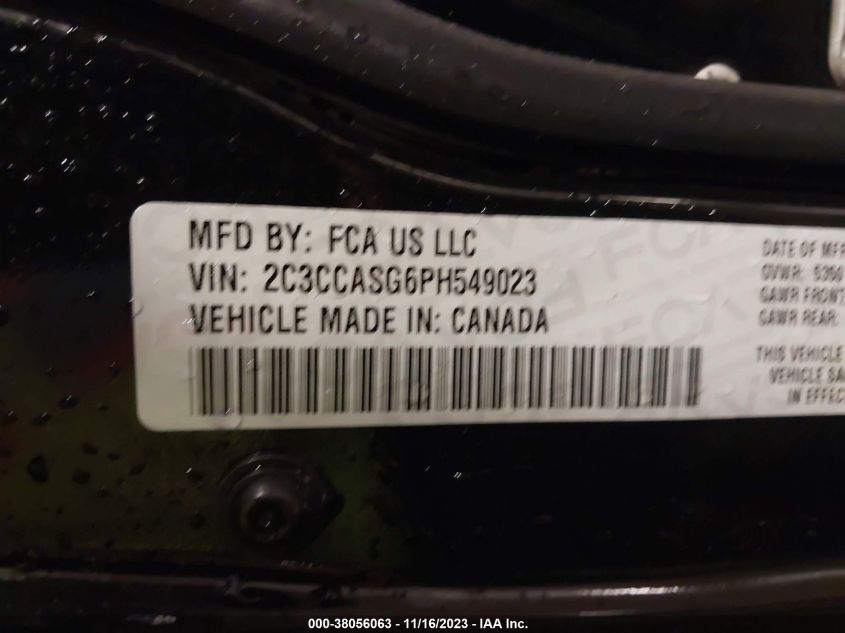 MFD BY: FCA US LLC
VIN: 2C3CCASG6PH549023
VEHICLE MADE IN: CANADA
DATE OF MFR
GVWR:
GAWR FRONT
GAWR REAR:
THIS VEHICLE
VEHICLE SA
IN EFFEC
000-38056063 - 11/16/2023 - IAA Inc.